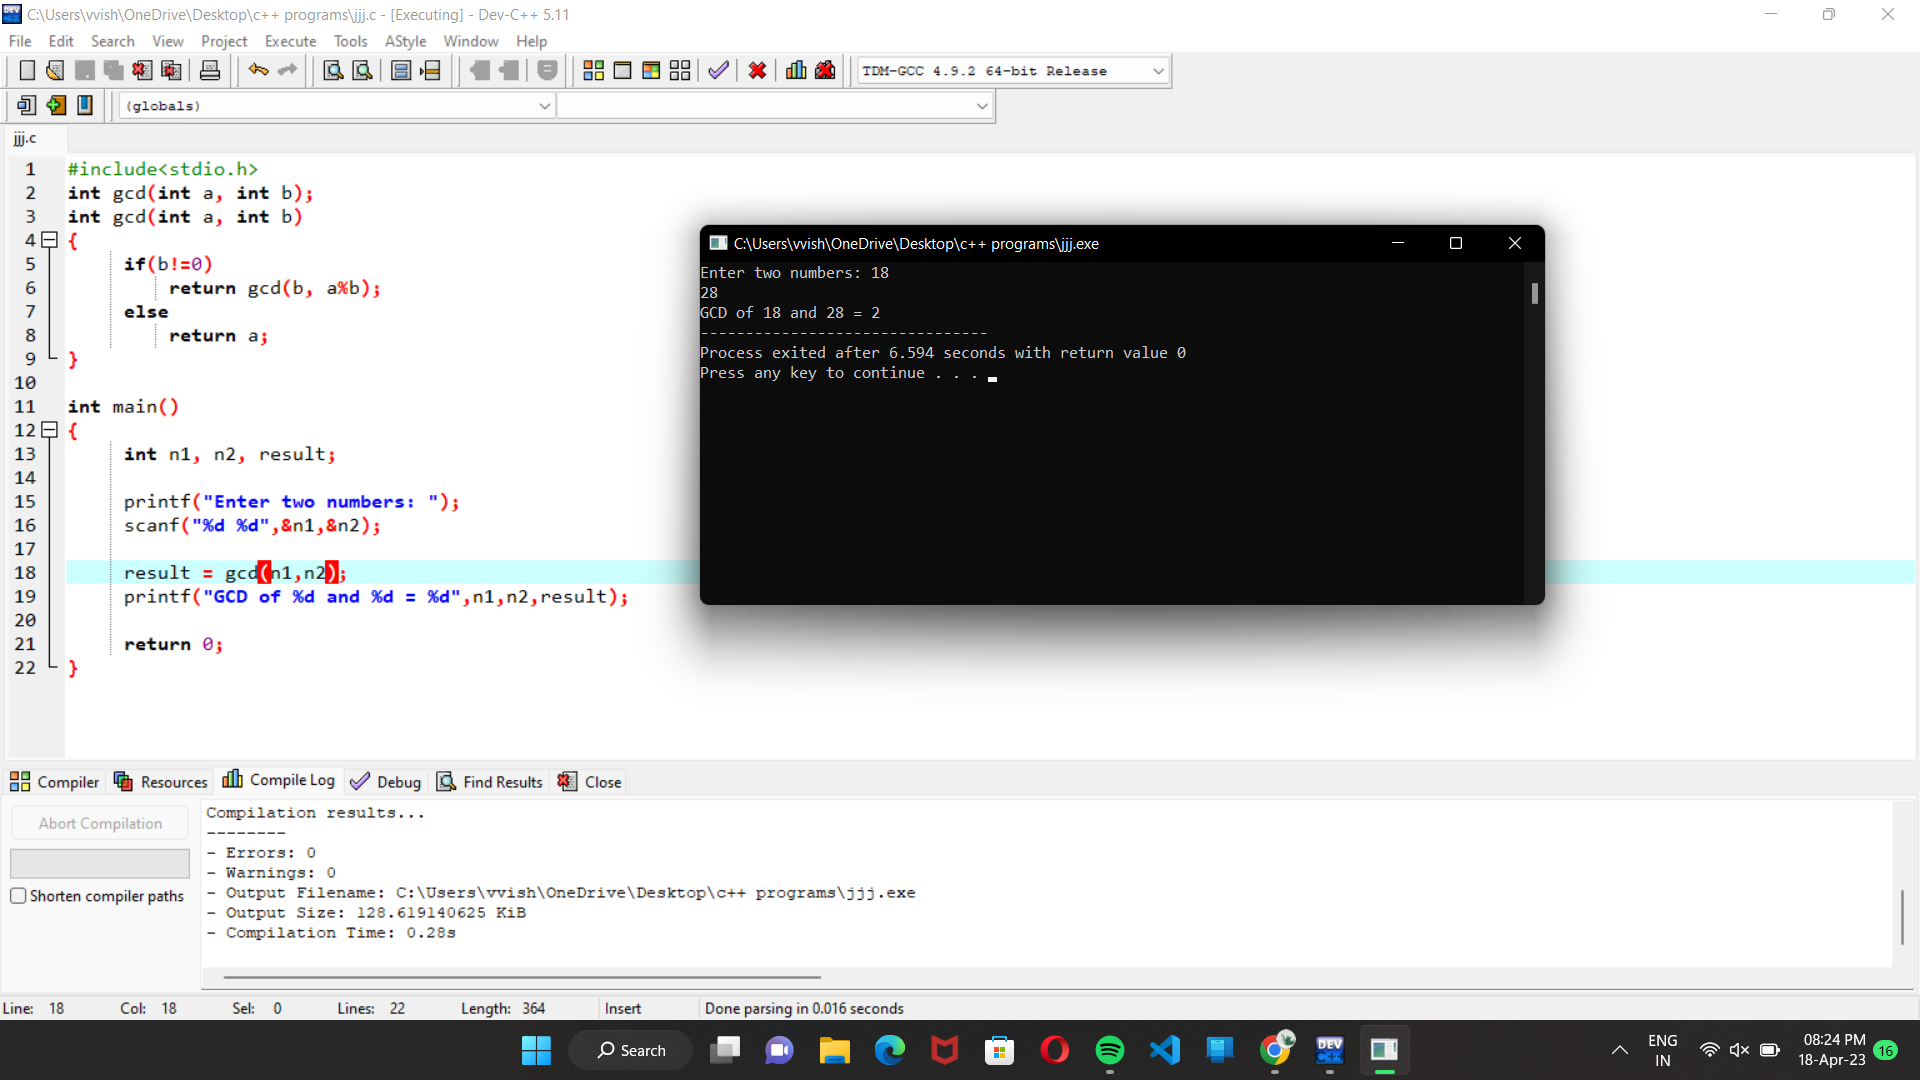 C:\Users\vvish\OneDrive\Desktop\c++ programs\jjj.c - [Executing] - Dev-C++ 5.11
File Edit Search View Project Execute Tools AStyle Window Help
TDM-GCC 4.9.2 64-bit Release
(globals)
jjj.c
1 #include<stdio.h>
2 int gcd(int a, int b);
3 int gcd(int a, int b)
4 {
5 if(b!=0)
6 return gcd(b, a%b);
7 else
8 return a;
9 }
10
11 int main()
12 {
13 int n1, n2, result;
14
15 printf("Enter two numbers: ");
16 scanf("%d %d",&n1,&n2);
17
18 result = gcd(n1,n2);
19 printf("GCD of %d and %d = %d",n1,n2,result);
20
21 return 0;
22 }
C:\Users\vvish\OneDrive\Desktop\c++ programs\jjj.exe
Enter two numbers: 18
28
GCD of 18 and 28 = 2
--------------------------------
Process exited after 6.594 seconds with return value 0
Press any key to continue . . .
Compiler Resources Compile Log Debug Find Results Close
Abort Compilation
Shorten compiler paths
Compilation results...
--------
- Errors: 0
- Warnings: 0
- Output Filename: C:\Users\vvish\OneDrive\Desktop\c++ programs\jjj.exe
- Output Size: 128.619140625 KiB
- Compilation Time: 0.28s
Line: 18 Col: 18 Sel: 0 Lines: 22 Length: 364 Insert Done parsing in 0.016 seconds
Search
DEV C++
ENG
IN
08:24 PM
18-Apr-23
16